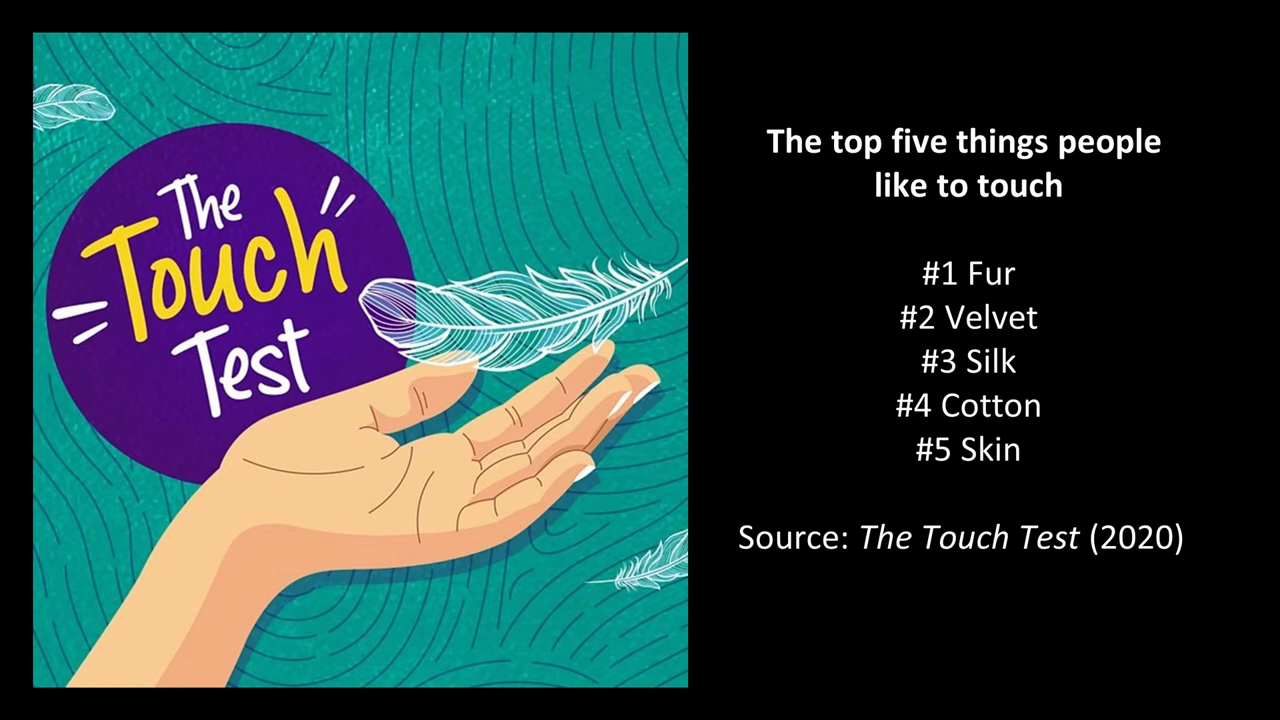 The
Touch
Test
The top five things people
like to touch
#1 Fur
#2 Velvet
#3 Silk
#4 Cotton
#5 Skin
Source: The Touch Test (2020)